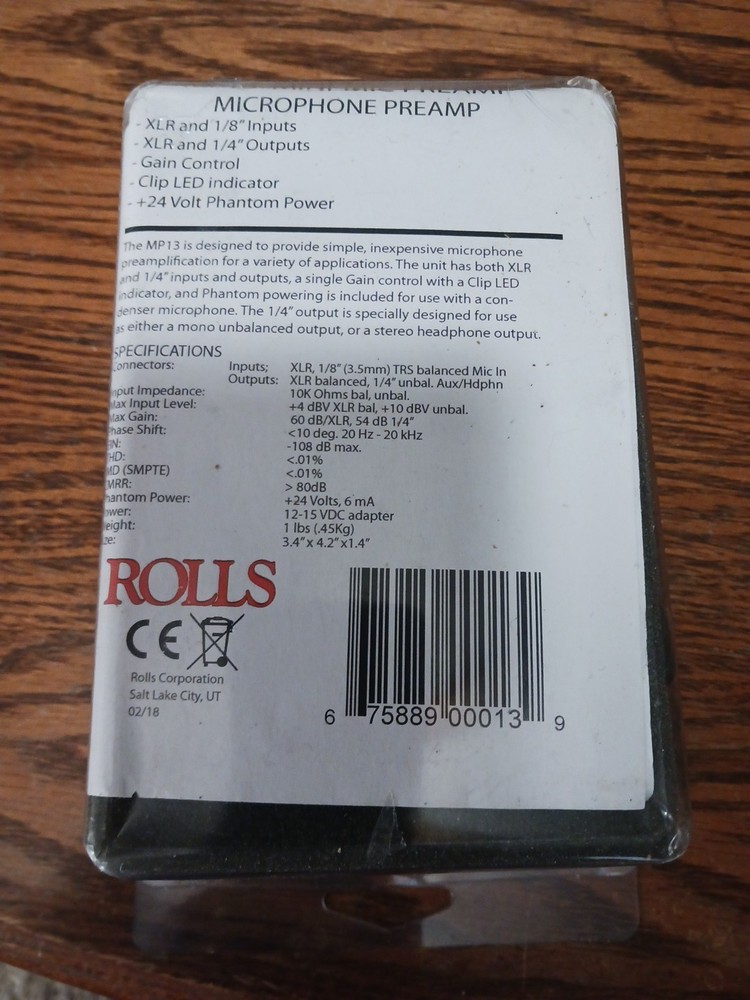 MICROPHONE PREAMP
- XLR and 1/8" Inputs
- XLR and 1/4" Outputs
- Gain Control
- Clip LED indicator
- +24 Volt Phantom Power
The MP13 is designed to provide simple, inexpensive microphone
preamplification for a variety of applications. The unit has both XLR
and 1/4" inputs and outputs, a single Gain control with a Clip LED
indicator, and Phantom powering is included for use with a con-
denser microphone. The 1/4" output is specially designed for use
as either a mono unbalanced output, or a stereo headphone output.
SPECIFICATIONS
Connectors: Inputs; XLR, 1/8" (3.5mm) TRS balanced Mic In
Outputs: XLR balanced, 1/4" unbal. Aux/Hdphn
Input Impedance: 10K Ohms bal, unbal.
Max Input Level: +4 dBV XLR bal, +10 dBV unbal.
Max Gain: 60 dB/XLR, 54 dB 1/4"
Phase Shift: <10 deg. 20 Hz - 20 kHz
-108 dB max.
THD: <.01%
IMD (SMPTE) <.01%
CMRR: > 80dB
Phantom Power: +24 Volts, 6 mA
Power: 12-15 VDC adapter
Weight: 1 lbs (.45Kg)
Size: 3.4" x 4.2" x1.4"
ROLLS
CE
Rolls Corporation
Salt Lake City, UT
02/18
6 75889 00013 9